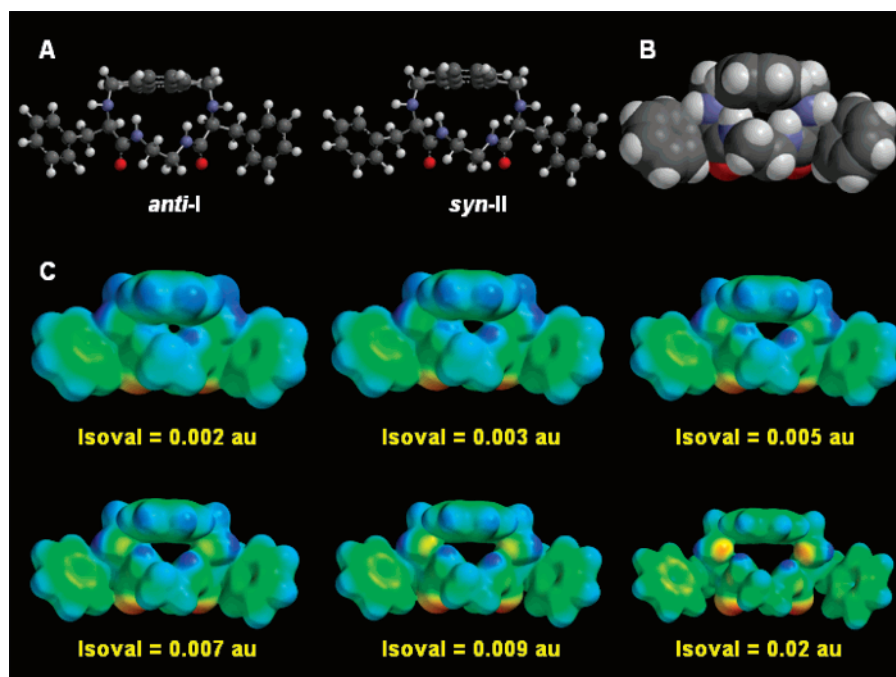 A
B
anti-I
syn-II
C
Isoval = 0.002 au
Isoval = 0.003 au
Isoval = 0.005 au
Isoval = 0.007 au
Isoval = 0.009 au
Isoval = 0.02 au